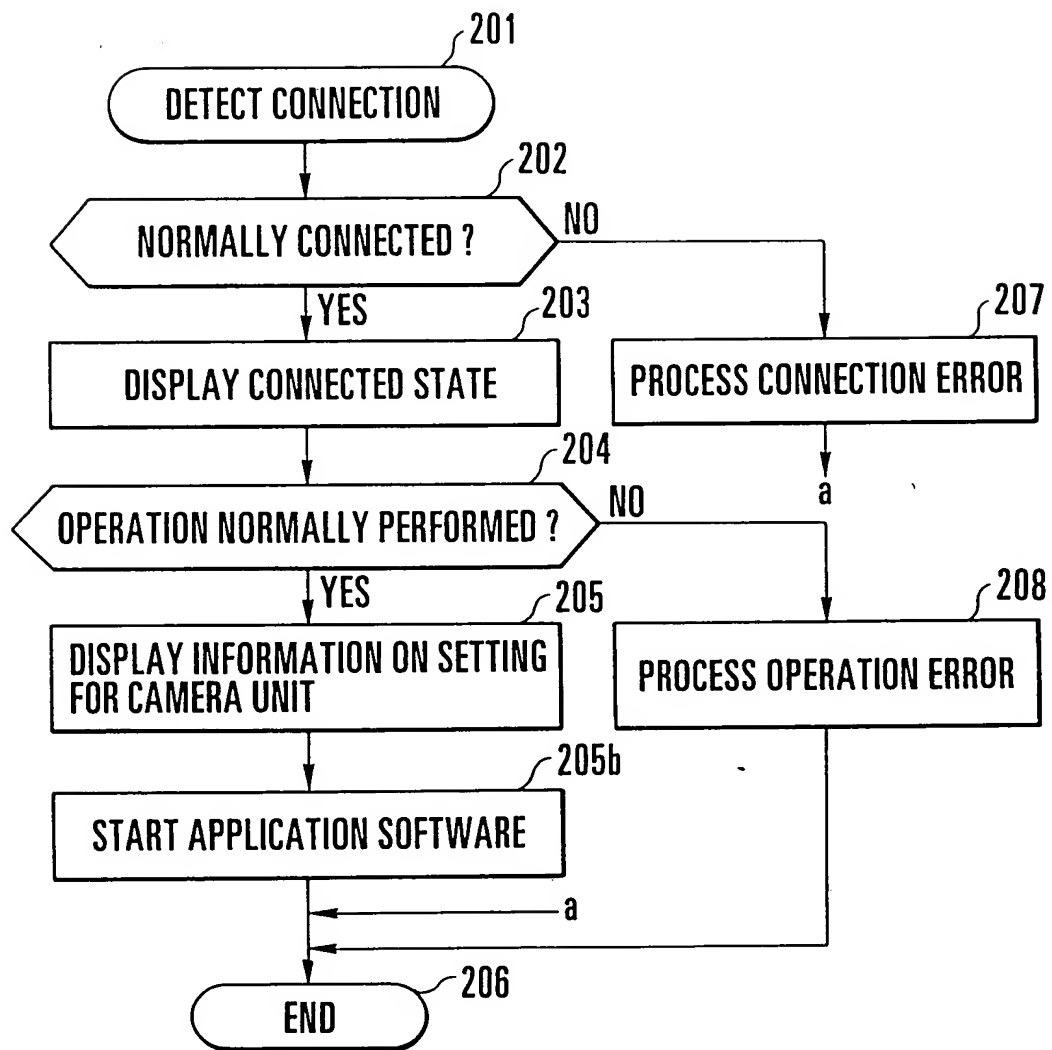 201
DETECT CONNECTION
202
NORMALLY CONNECTED ?
NO
YES
203
207
DISPLAY CONNECTED STATE
PROCESS CONNECTION ERROR
204
a
OPERATION NORMALLY PERFORMED ?
NO
YES
205
208
DISPLAY INFORMATION ON SETTING
FOR CAMERA UNIT
PROCESS OPERATION ERROR
205b
START APPLICATION SOFTWARE
a
206
END